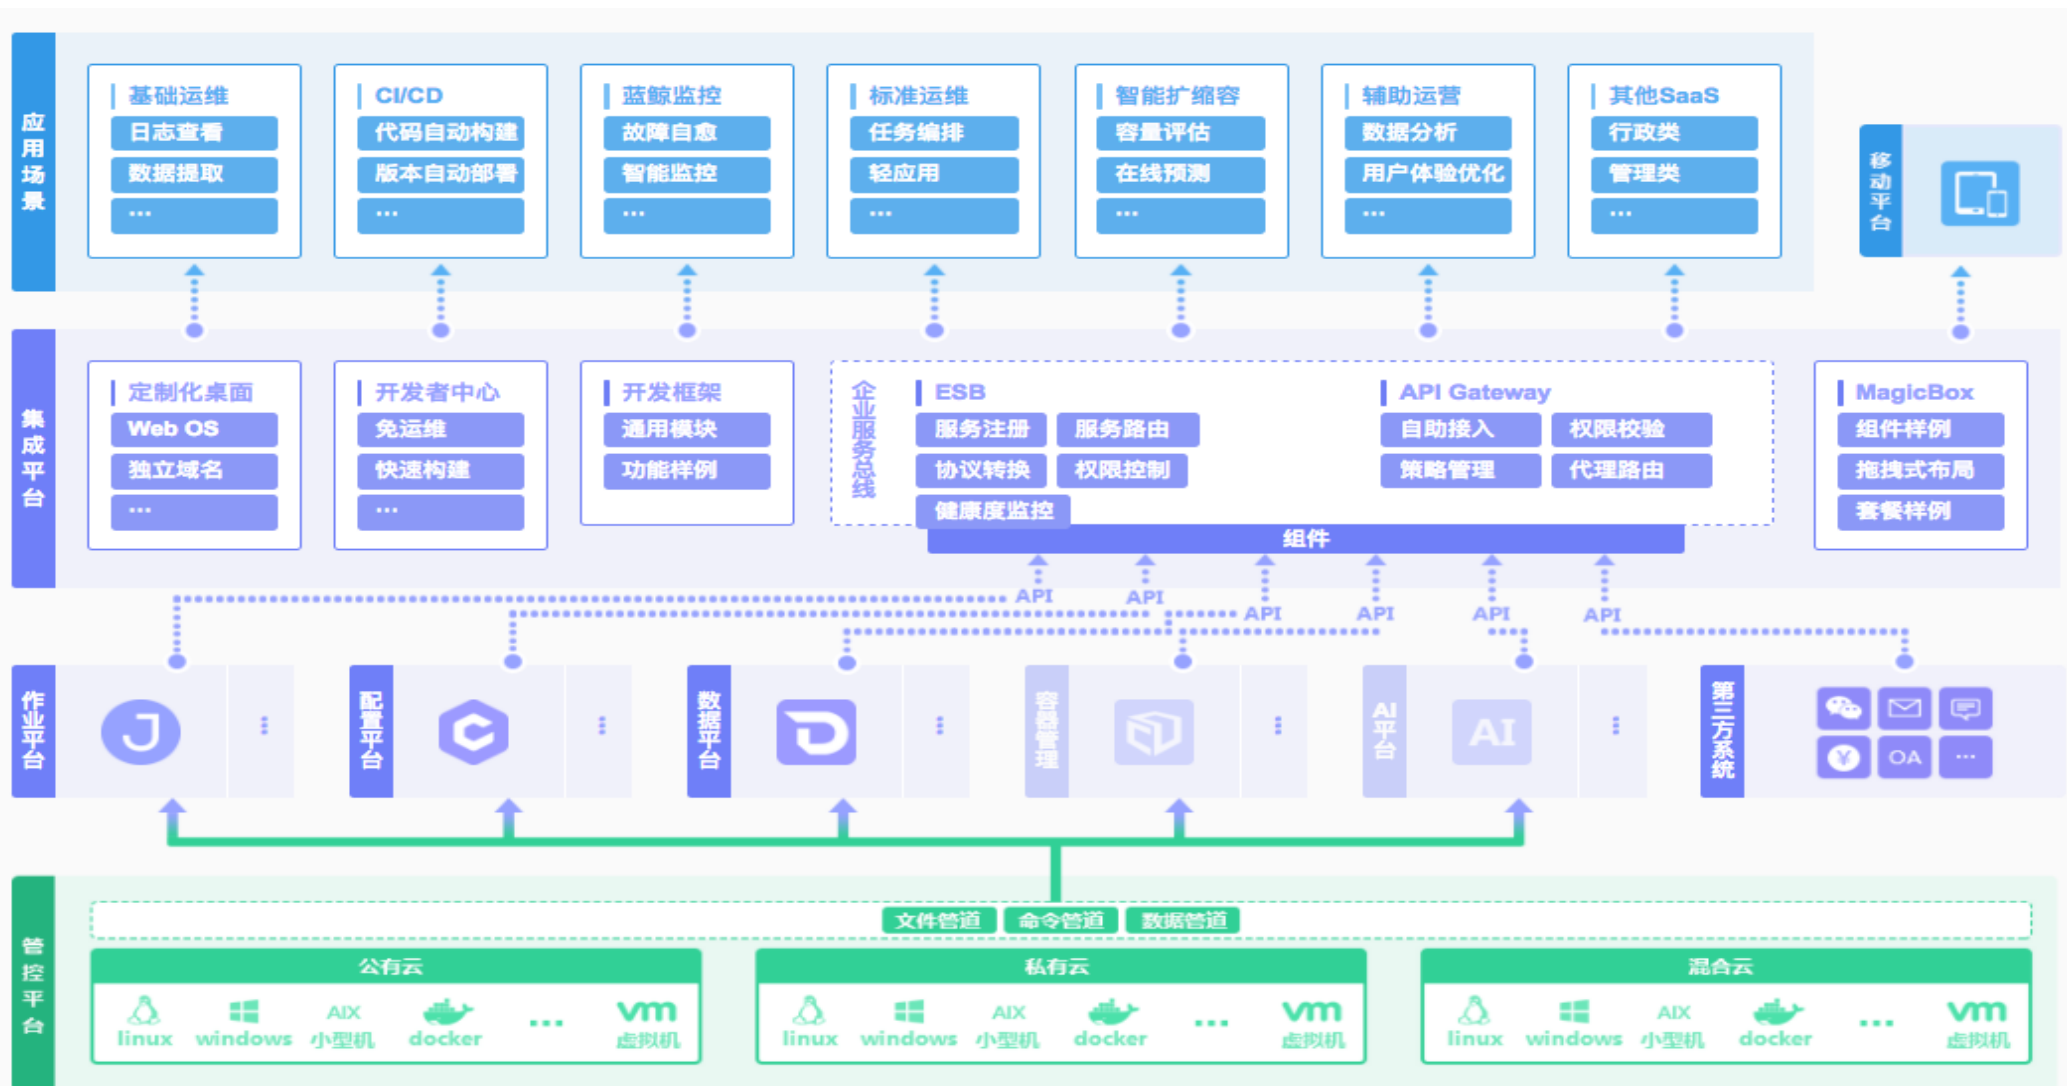 应用场景
基础运维
日志查看
数据提取
...
CI/CD
代码自动构建
版本自动部署
...
蓝鲸监控
故障自愈
智能监控
...
标准运维
任务编排
轻应用
...
智能扩缩容
容量评估
在线预测
...
辅助运营
数据分析
用户体验优化
...
其他SaaS
行政类
管理类
...
移动平台
集成平台
定制化桌面
Web OS
独立域名
...
开发者中心
免运维
快速构建
...
开发框架
通用模块
功能样例
企业服务总线
ESB
服务注册 服务路由
协议转换 权限控制
健康度监控
API Gateway
自助接入 权限校验
策略管理 代理路由
组件
MagicBox
组件样例
拖拽式布局
套餐样例
API API API API API API
作业平台
J
配置平台
C
数据平台
D
容器管理
AI平台
AI
第三方系统
¥ OA ...
管控平台
文件管道 命令管道 数据管道
公有云
linux windows AIX 小型机 docker ... vm 虚拟机
私有云
linux windows AIX 小型机 docker ... vm 虚拟机
混合云
linux windows AIX 小型机 docker ... vm 虚拟机